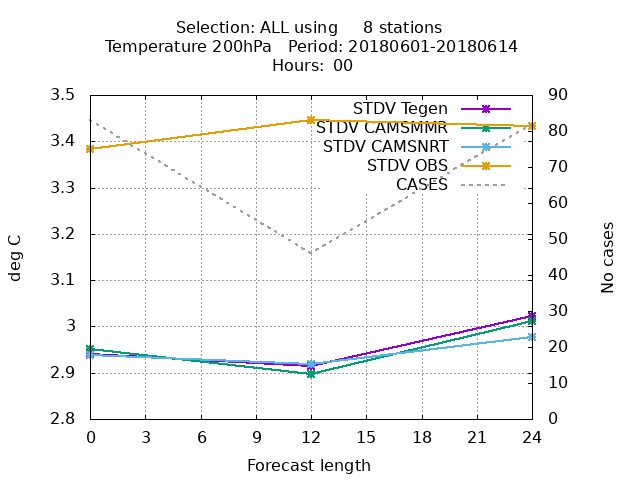 Selection: ALL using     8 stations
Temperature 200hPa   Period: 20180601-20180614
Hours:  00
deg C
3.5
3.4
3.3
3.2
3.1
3
2.9
2.8
STDV Tegen
STDV CAMSMMR
STDV CAMSNRT
STDV OBS
CASES
90
80
70
60
50
40
30
20
10
0
No cases
0 3 6 9 12 15 18 21 24
Forecast length